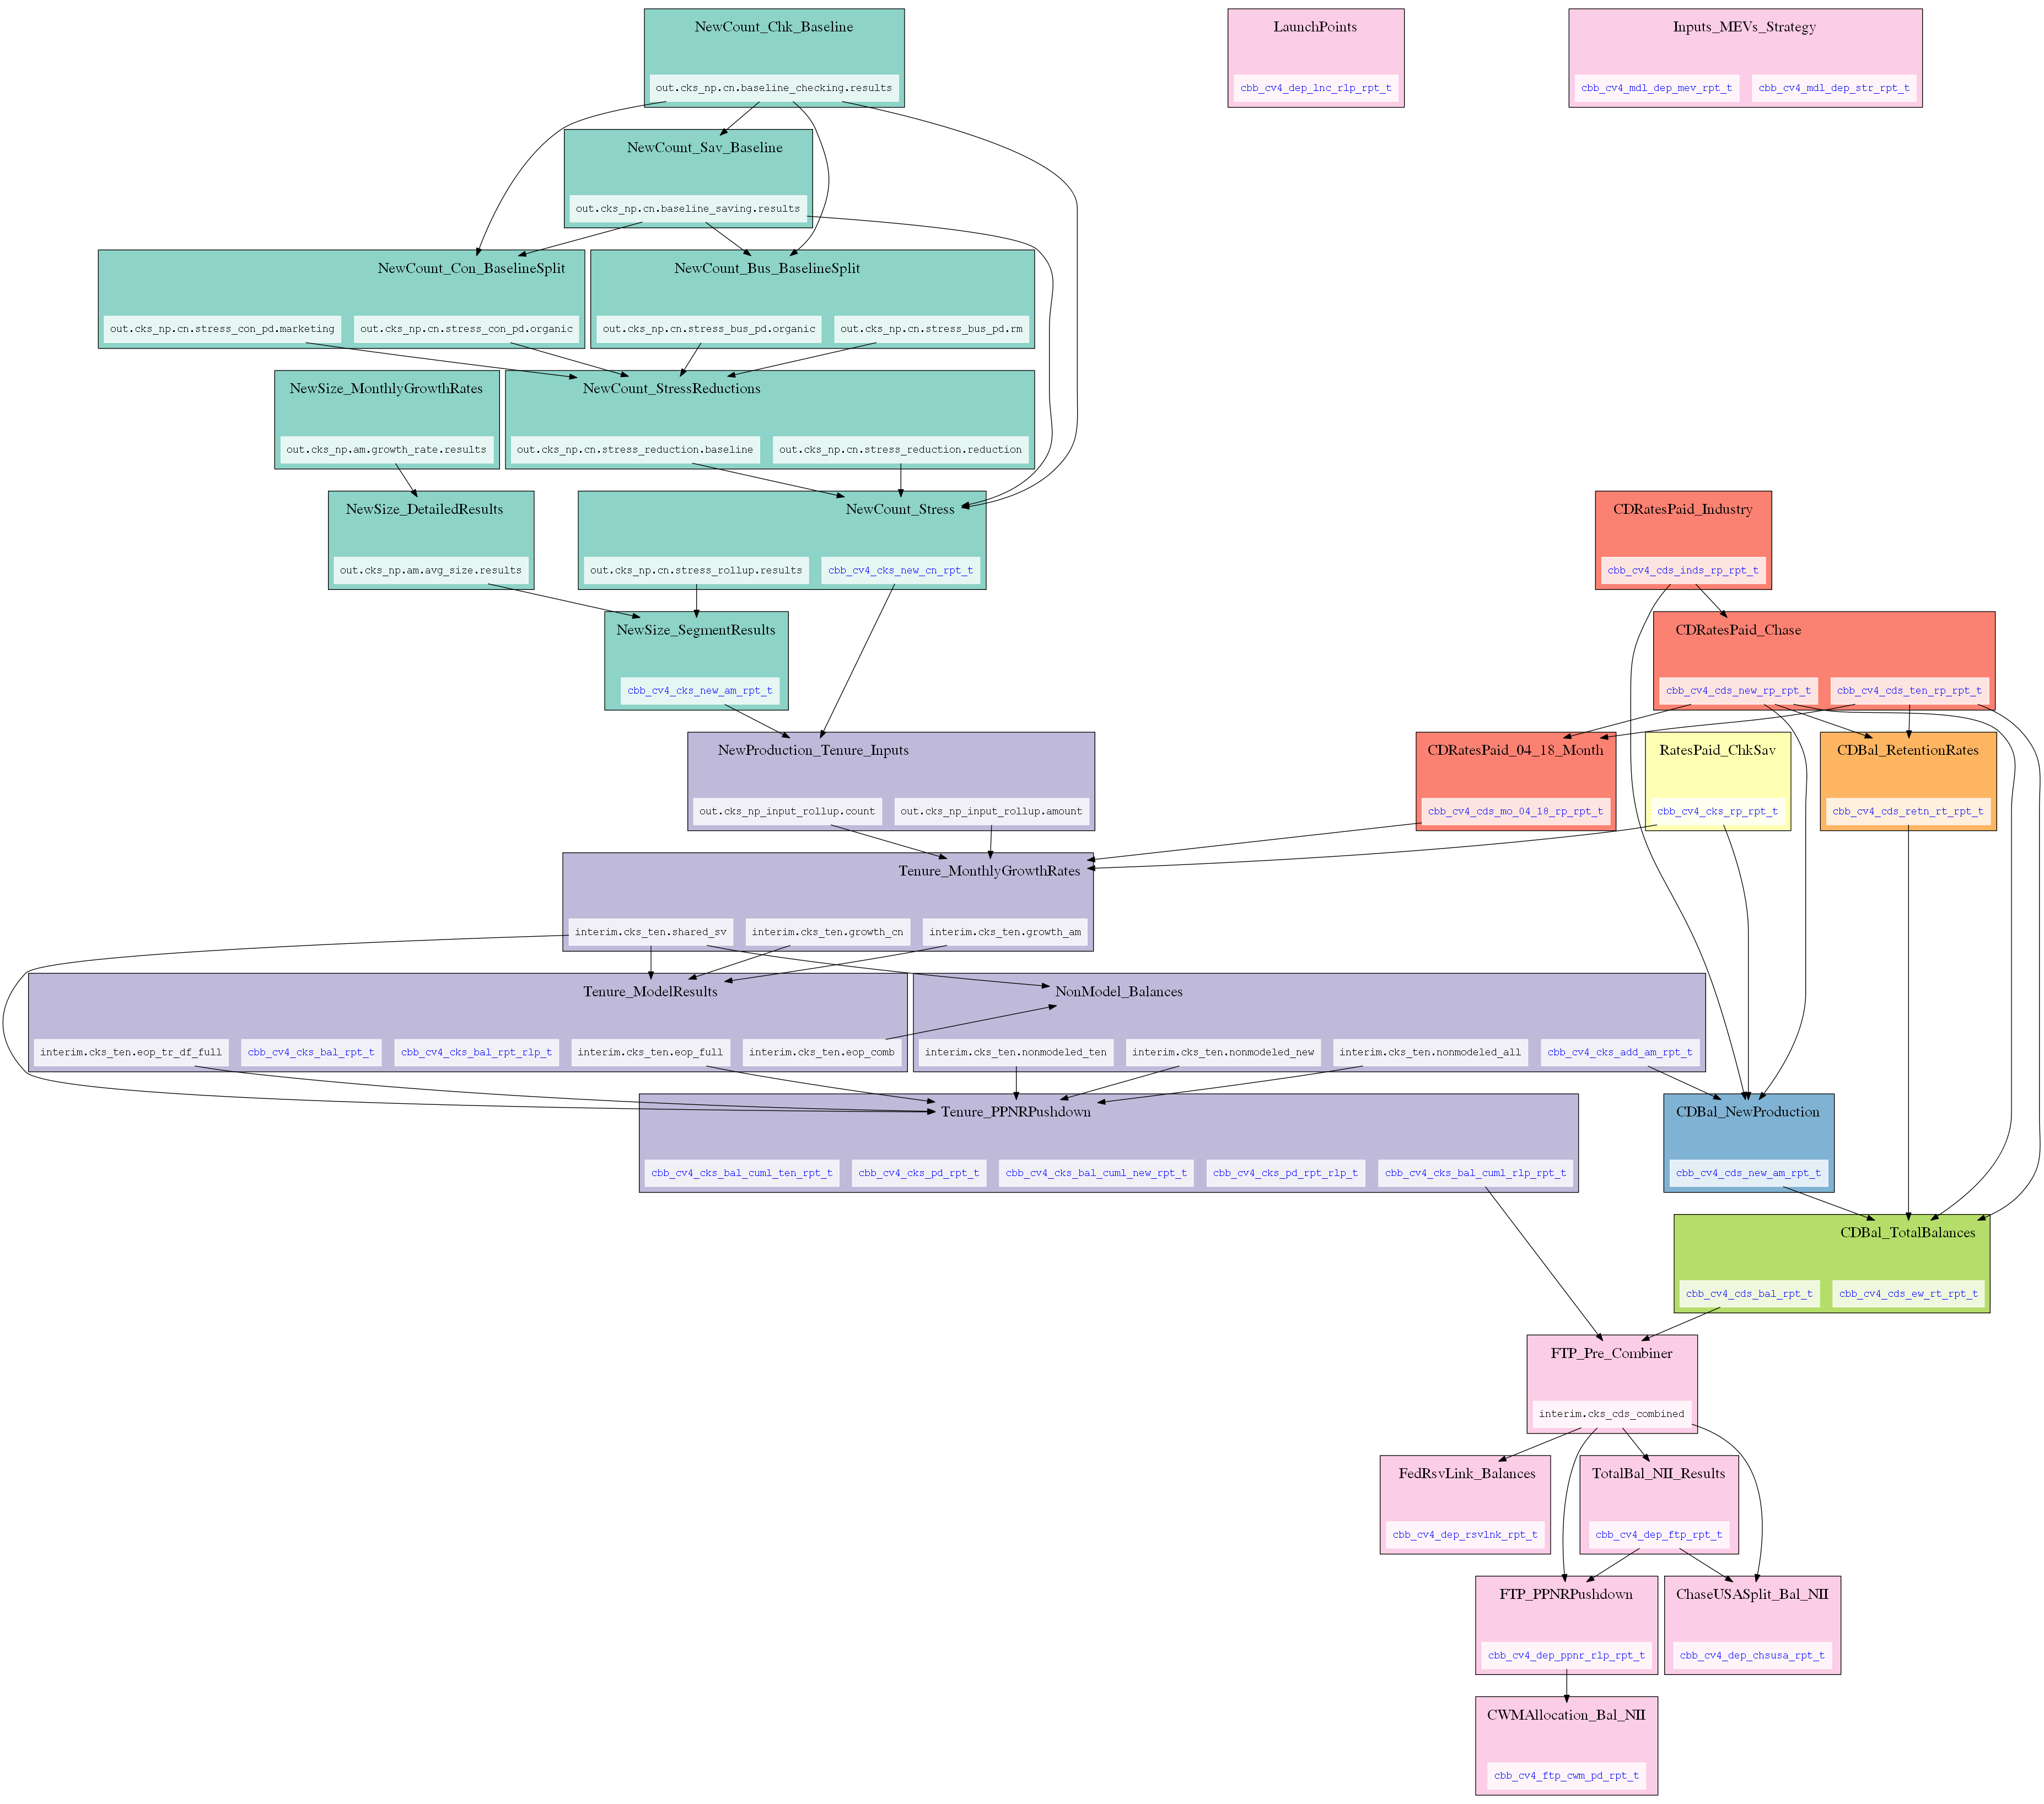 NewCount_Chk_Baseline
out.cks_np.cn.baseline_checking.results
LaunchPoints
cbb_cv4_dep_lnc_rlp_rpt_t
Inputs_MEVs_Strategy
cbb_cv4_mdl_dep_mev_rpt_t
cbb_cv4_mdl_dep_str_rpt_t
NewCount_Sav_Baseline
out.cks_np.cn.baseline_saving.results
NewCount_Con_BaselineSplit
out.cks_np.cn.stress_con_pd.marketing
out.cks_np.cn.stress_con_pd.organic
NewCount_Bus_BaselineSplit
out.cks_np.cn.stress_bus_pd.organic
out.cks_np.cn.stress_bus_pd.rm
NewSize_MonthlyGrowthRates
out.cks_np.am.growth_rate.results
NewCount_StressReductions
out.cks_np.cn.stress_reduction.baseline
out.cks_np.cn.stress_reduction.reduction
NewSize_DetailedResults
out.cks_np.am.avg_size.results
NewCount_Stress
out.cks_np.cn.stress_rollup.results
cbb_cv4_cks_new_cn_rpt_t
CDRatesPaid_Industry
cbb_cv4_cds_inds_rp_rpt_t
NewSize_SegmentResults
cbb_cv4_cks_new_am_rpt_t
CDRatesPaid_Chase
cbb_cv4_cds_new_rp_rpt_t
cbb_cv4_cds_ten_rp_rpt_t
NewProduction_Tenure_Inputs
out.cks_np_input_rollup.count
out.cks_np_input_rollup.amount
CDRatesPaid_04_18_Month
cbb_cv4_cds_mo_04_18_rp_rpt_t
RatesPaid_ChkSav
cbb_cv4_cks_rp_rpt_t
CDBal_RetentionRates
cbb_cv4_cds_retn_rt_rpt_t
Tenure_MonthlyGrowthRates
interim.cks_ten.shared_sv
interim.cks_ten.growth_cn
interim.cks_ten.growth_am
Tenure_ModelResults
interim.cks_ten.eop_tr_df_full
cbb_cv4_cks_bal_rpt_t
cbb_cv4_cks_bal_rpt_rlp_t
interim.cks_ten.eop_full
interim.cks_ten.eop_comb
NonModel_Balances
interim.cks_ten.nonmodeled_ten
interim.cks_ten.nonmodeled_new
interim.cks_ten.nonmodeled_all
cbb_cv4_cks_add_am_rpt_t
Tenure_PPNRPushdown
cbb_cv4_cks_bal_cuml_ten_rpt_t
cbb_cv4_cks_pd_rpt_t
cbb_cv4_cks_bal_cuml_new_rpt_t
cbb_cv4_cks_pd_rpt_rlp_t
cbb_cv4_cks_bal_cuml_rlp_rpt_t
CDBal_NewProduction
cbb_cv4_cds_new_am_rpt_t
CDBal_TotalBalances
cbb_cv4_cds_bal_rpt_t
cbb_cv4_cds_ew_rt_rpt_t
FTP_Pre_Combiner
interim.cks_cds_combined
FedRsvLink_Balances
cbb_cv4_dep_rsvlnk_rpt_t
TotalBal_NII_Results
cbb_cv4_dep_ftp_rpt_t
FTP_PPNRPushdown
cbb_cv4_dep_ppnr_rlp_rpt_t
ChaseUSASplit_Bal_NII
cbb_cv4_dep_chsusa_rpt_t
CWMAllocation_Bal_NII
cbb_cv4_ftp_cwm_pd_rpt_t